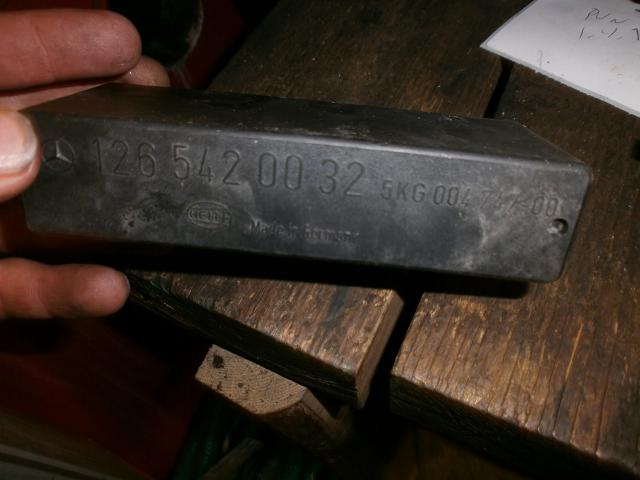 126 542 00 32 5KG 004 747-00
HELLA
Made in Germany